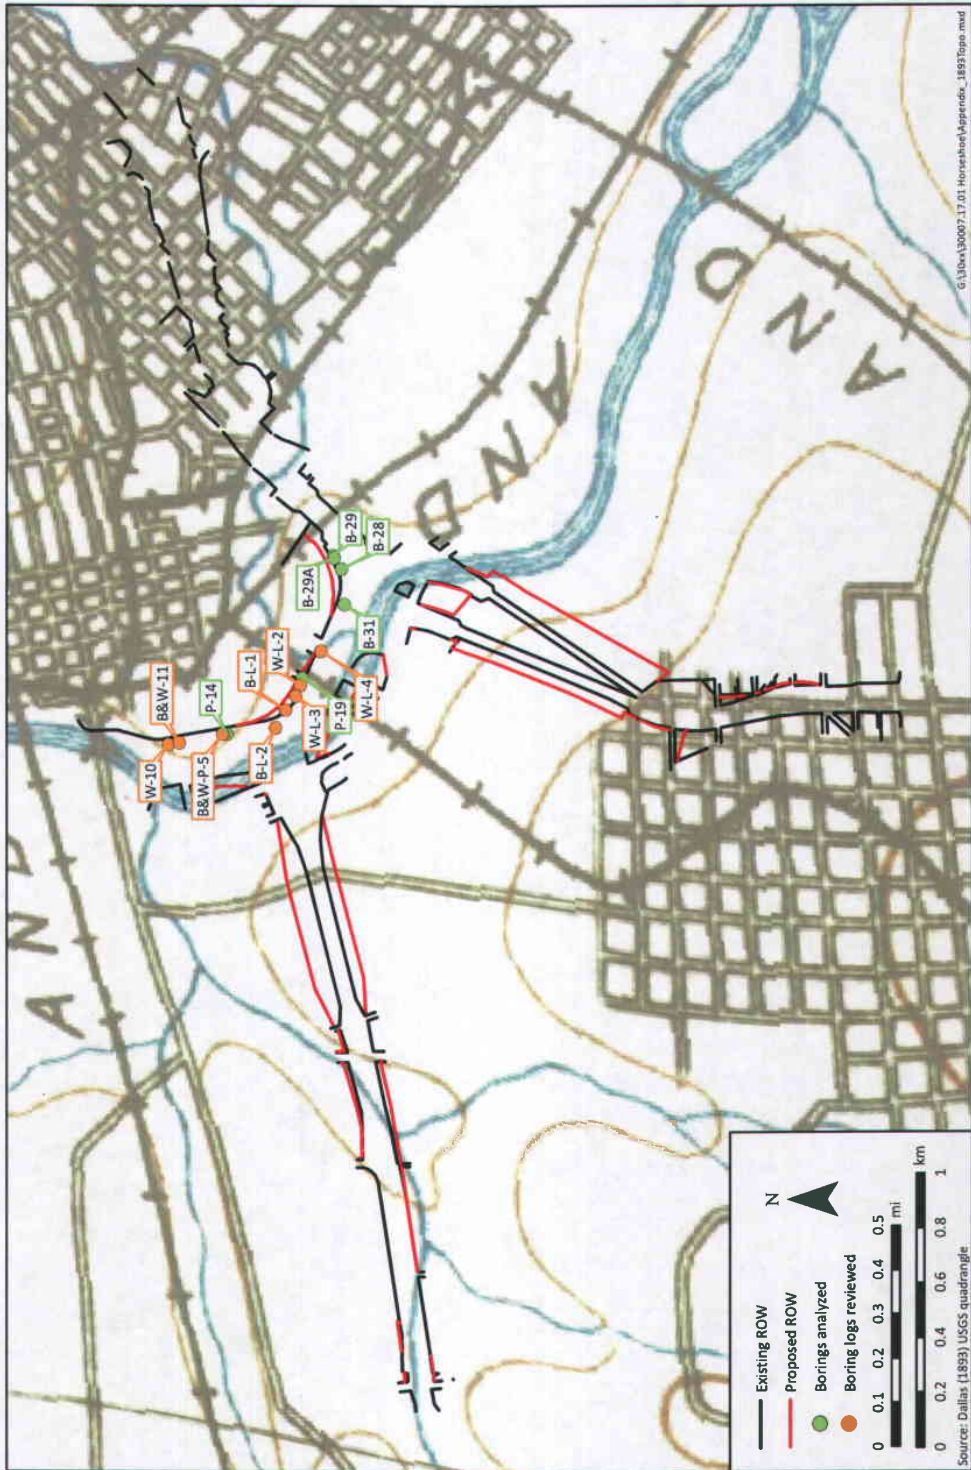 AND
AND
AND
W-10
B&W-11
B&W-P-5
P-14
B-L-2
B-L-1
W-L-2
W-L-3
P-19
W-L-4
B-31
B-29A
B-29
B-28
Existing ROW
Proposed ROW
Borings analyzed
Boring logs reviewed
N
0 0.1 0.2 0.3 0.4 0.5
mi
km
0 0.2 0.4 0.6 0.8 1
Source: Dallas (1893) USGS quadrangle
G:\30xx\30007.17.01 Horseshoe\Appendix_1893Topo.mxd